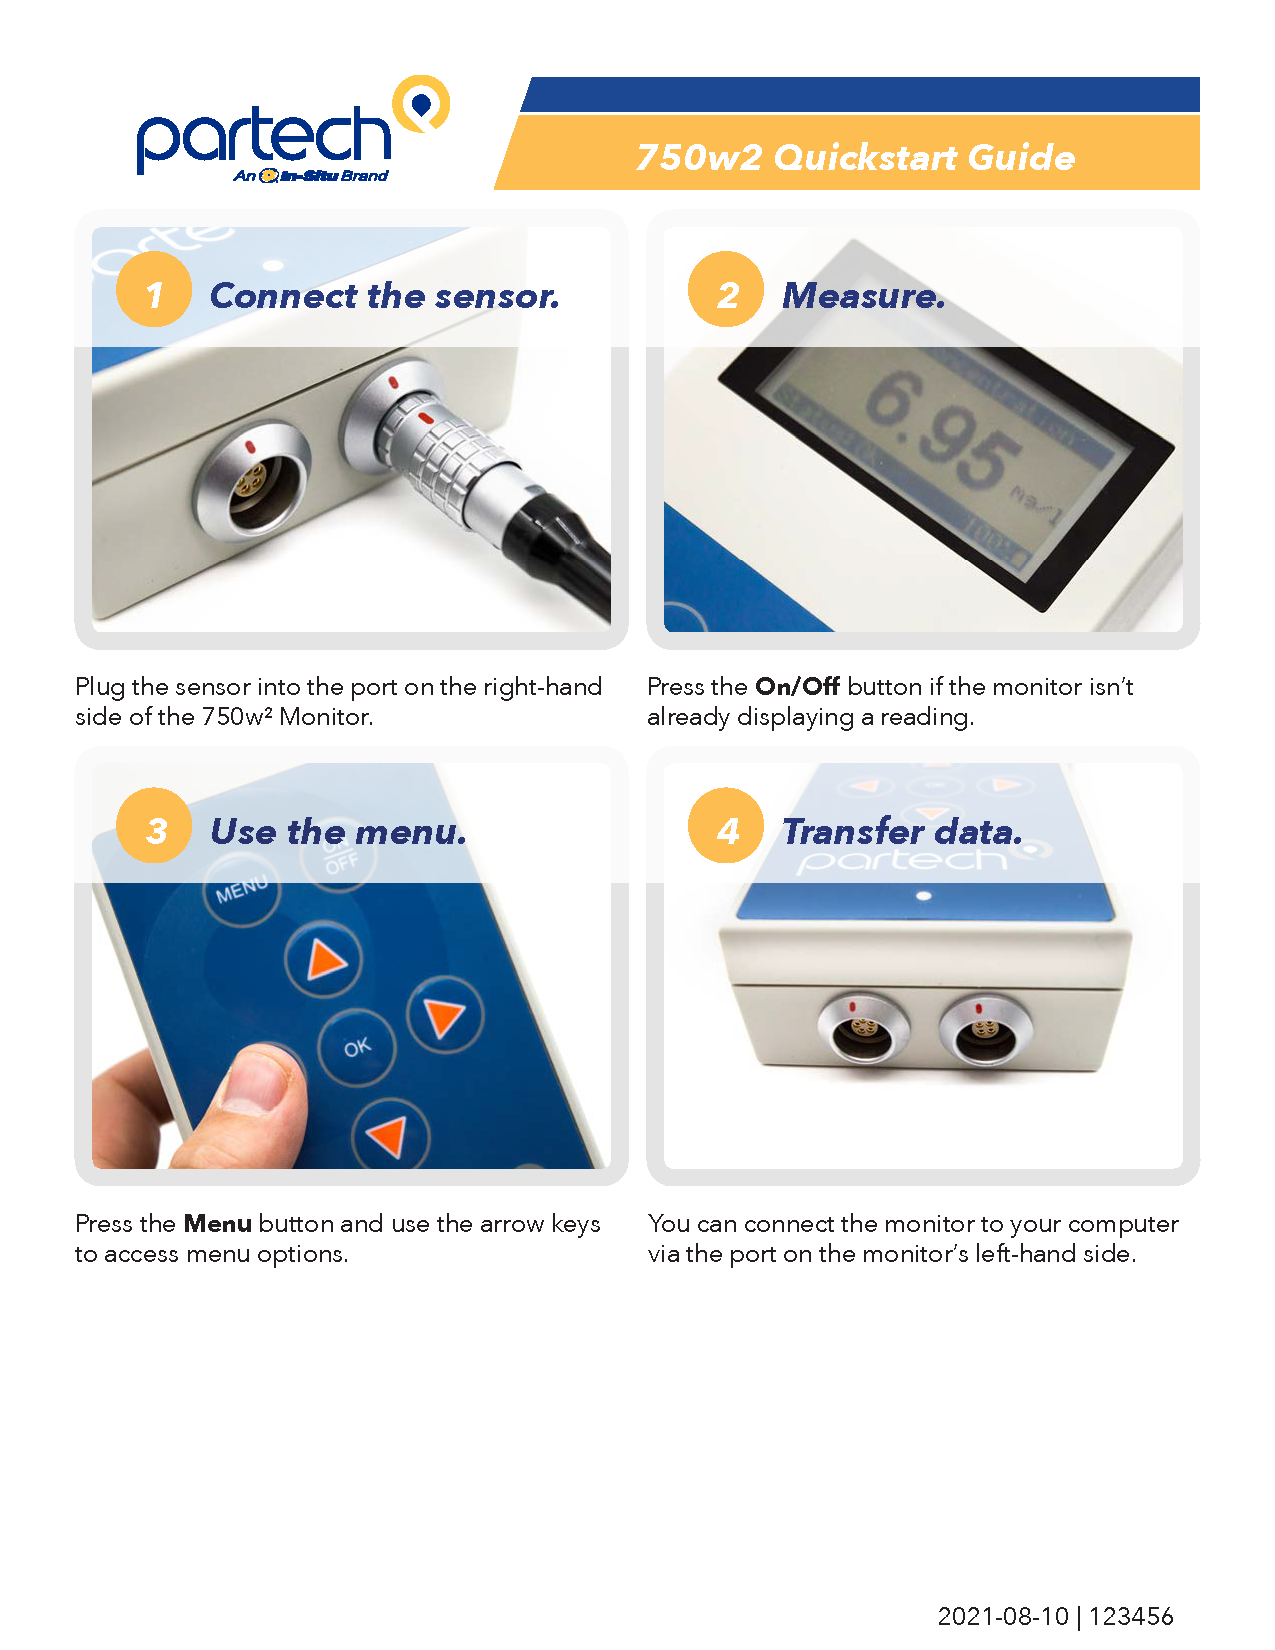 partech
An In-Situ Brand
750w2 Quickstart Guide
1 Connect the sensor.
2 Measure.
6.95
100%
Plug the sensor into the port on the right-hand
side of the 750w² Monitor.
Press the On/Off button if the monitor isn't
already displaying a reading.
3 Use the menu.
ON
OFF
MENU
OK
4 Transfer data.
partech
Press the Menu button and use the arrow keys
to access menu options.
You can connect the monitor to your computer
via the port on the monitor's left-hand side.
2021-08-10 | 123456